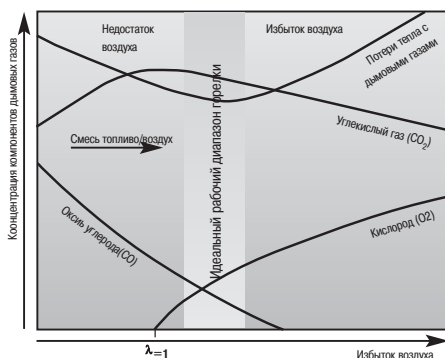 Недостаток
воздуха
Избыток воздуха
Потери тепла с
дымовыми газами
Углекислый газ (CO2)
Смесь топливо/воздух
Идеальный рабочий диапазон горелки
Оксиь углерода(CO)
Кислород (O2)
Коонцентрация компонентов дымовых газов
λ=1
Избыток воздуха